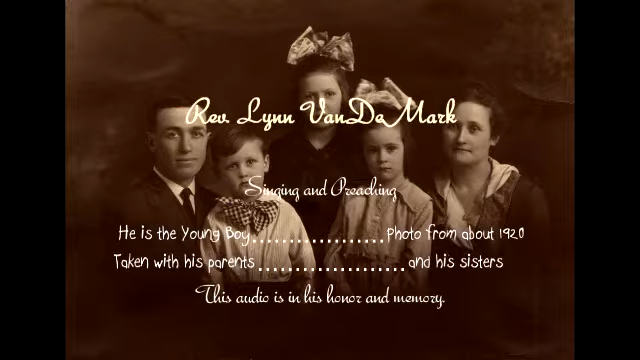 Rev. Lynn VanDeMark
Singing and Preaching
He is the Young Boy..................Photo from about 1920
Taken with his parents...................and his sisters
This audio is in his honor and memory.